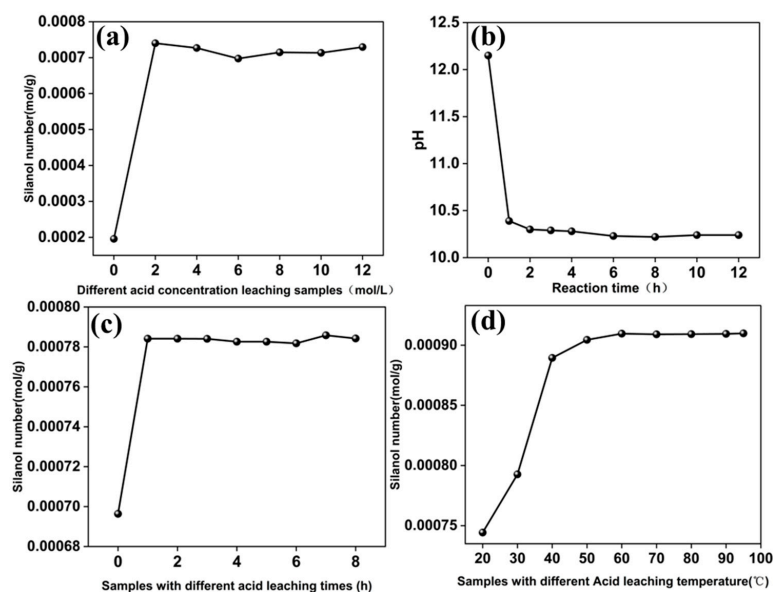 (a)
Silanol number(mol/g)
0.0008
0.0007
0.0006
0.0005
0.0004
0.0003
0.0002
0 2 4 6 8 10 12
Different acid concentration leaching samples（mol/L）
(b)
pH
12.5
12.0
11.5
11.0
10.5
10.0
0 2 4 6 8 10 12
Reaction time（h）
(c)
Silanol number(mol/g)
0.00080
0.00078
0.00076
0.00074
0.00072
0.00070
0.00068
0 2 4 6 8
Samples with different acid leaching times (h)
(d)
Silanol number(mol/g)
0.00090
0.00085
0.00080
0.00075
20 30 40 50 60 70 80 90 100
Samples with different Acid leaching temperature(℃)